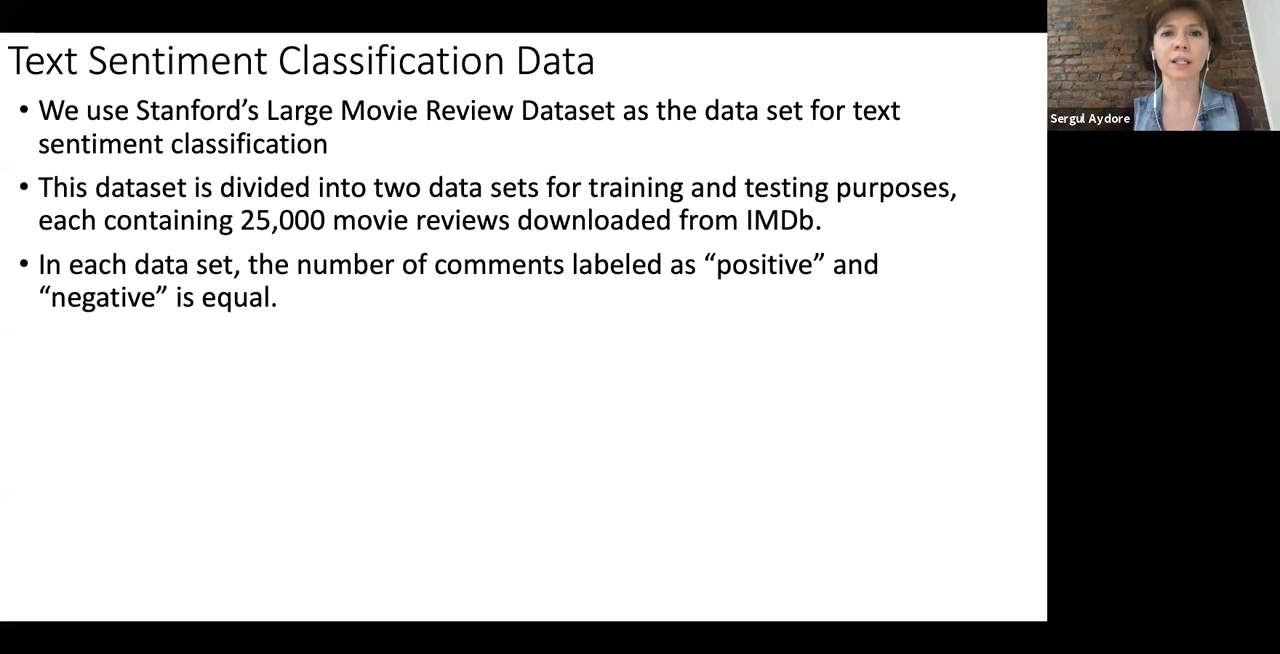 Text Sentiment Classification Data
• We use Stanford’s Large Movie Review Dataset as the data set for text
sentiment classification
• This dataset is divided into two data sets for training and testing purposes,
each containing 25,000 movie reviews downloaded from IMDb.
• In each data set, the number of comments labeled as “positive” and
“negative” is equal.
Sergul Aydore